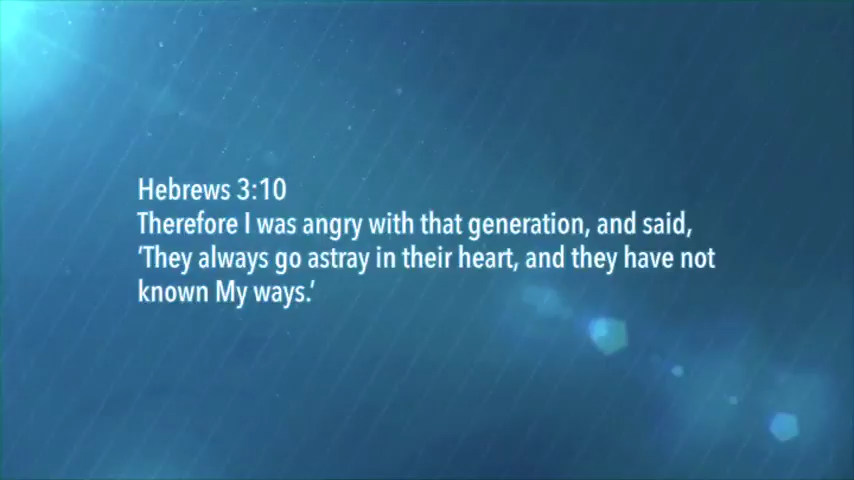 Hebrews 3:10
Therefore I was angry with that generation, and said,
‘They always go astray in their heart, and they have not
known My ways.’